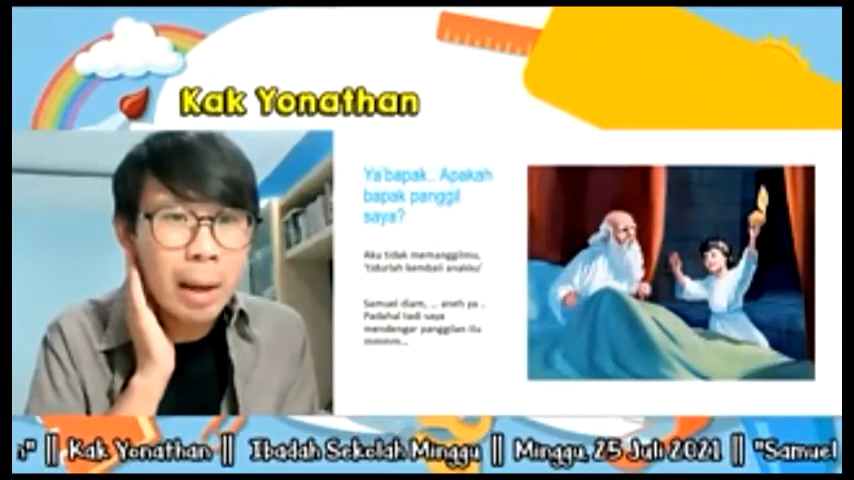 Kak Yonathan
Ya'bapak.. Apakah
bapak panggil
saya?
Aku tidak memanggilmu,
'tidurlah kembali anakku'
Samuel diam, ... aneh ya ..
Padahal tadi saya
mendengar panggilan itu
" || Kak Yonathan || Ibadah Sekolah Minggu || Minggu, 25 Juli 2021 || "Samuel